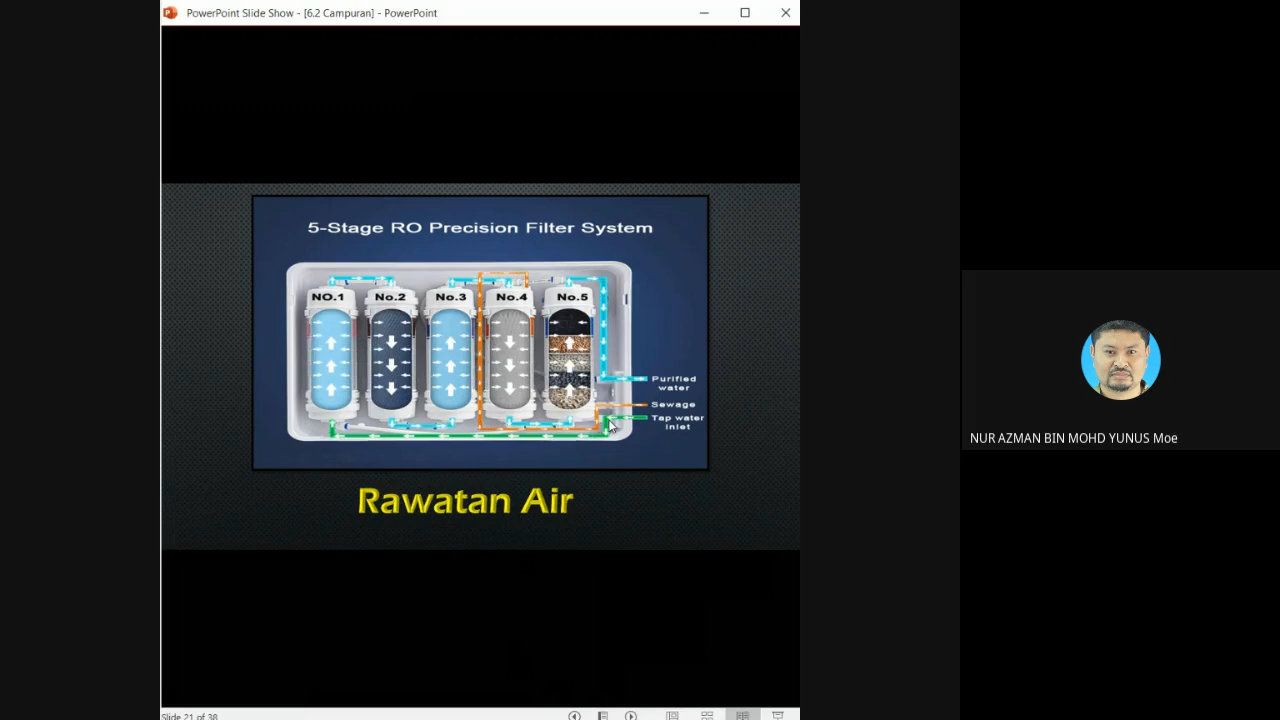 PowerPoint Slide Show - [6.2 Campuran] - PowerPoint
5-Stage RO Precision Filter System
NO.1 No.2 No.3 No.4 No.5
Purified
water
Sewage
Tap water
inlet
Rawatan Air
NUR AZMAN BIN MOHD YUNUS Moe
Slide 21 of 38